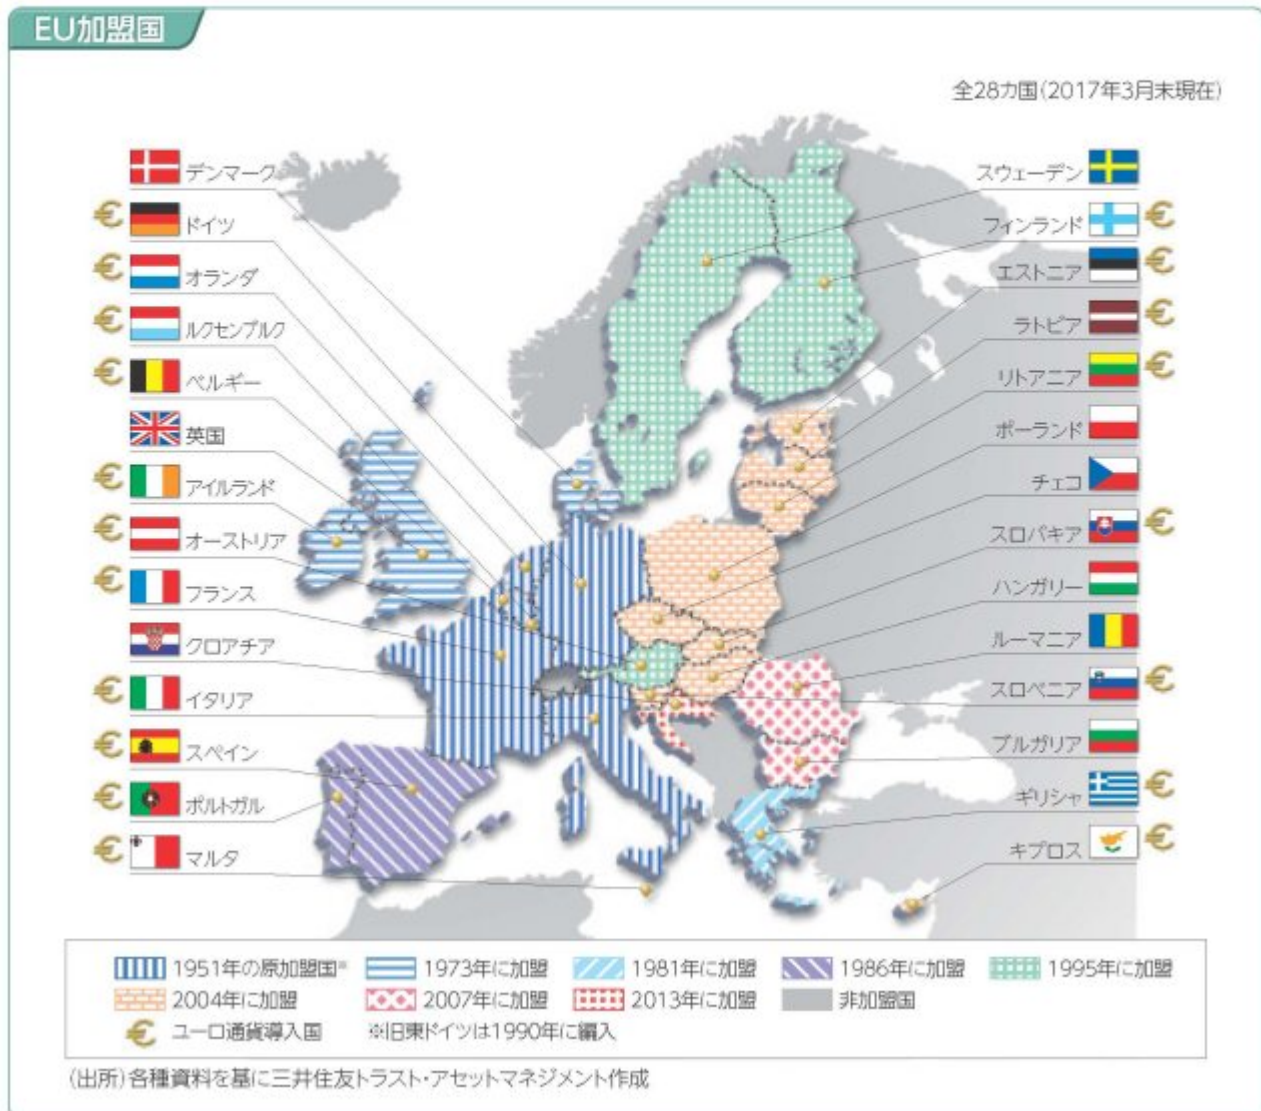 EU加盟国
全28カ国(2017年3月末現在)
デンマーク
ドイツ
オランダ
ルクセンブルク
ベルギー
英国
アイルランド
オーストリア
フランス
クロアチア
イタリア
スペイン
ポルトガル
マルタ
スウェーデン
フィンランド
エストニア
ラトビア
リトアニア
ポーランド
チェコ
スロバキア
ハンガリー
ルーマニア
スロベニア
ブルガリア
ギリシャ
キプロス
1951年の原加盟国※ 1973年に加盟 1981年に加盟 1986年に加盟 1995年に加盟
2004年に加盟 2007年に加盟 2013年に加盟 非加盟国
€ ユーロ通貨導入国 ※旧東ドイツは1990年に編入
(出所)各種資料を基に三井住友トラスト・アセットマネジメント作成